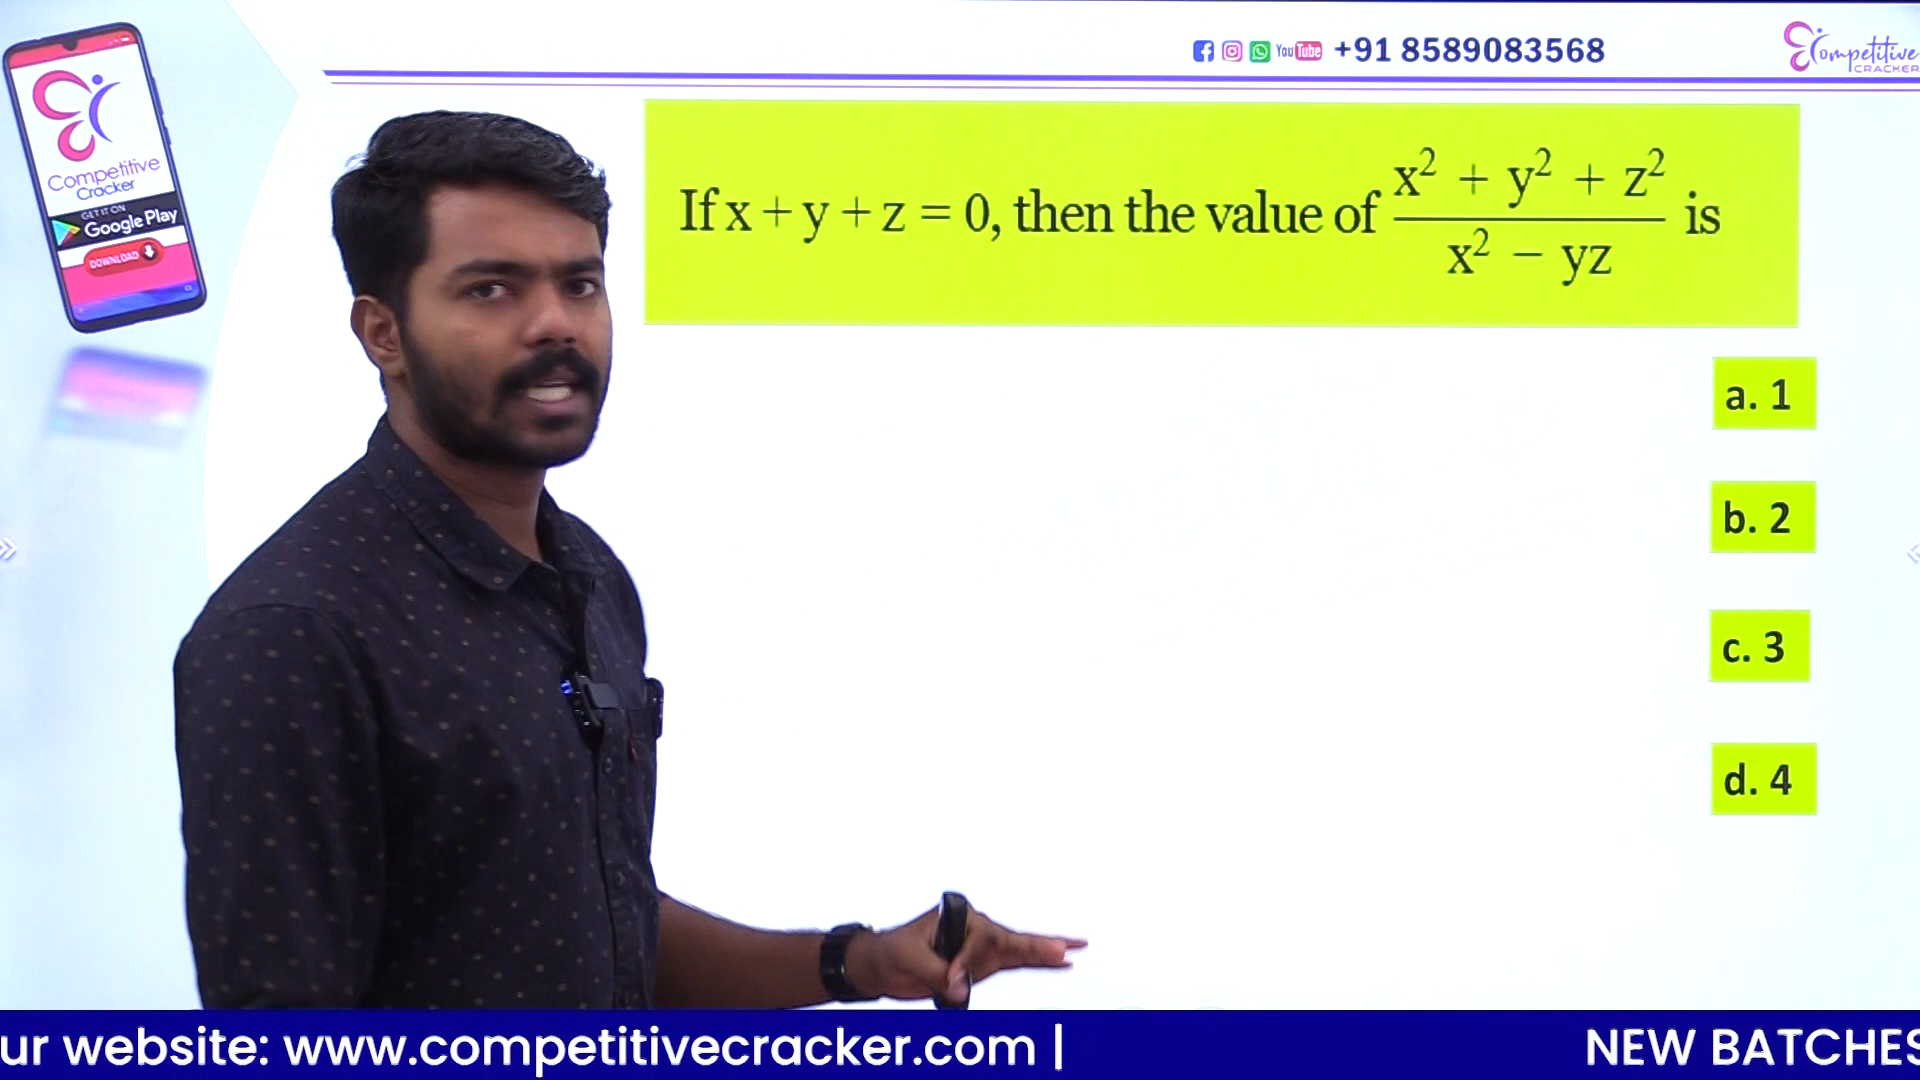 YouTube +91 8589083568
Competitive
CRACKER
Competitive
Cracker
GET IT ON
Google Play
DOWNLOAD
If x + y + z = 0, then the value of (x² + y² + z²)/(x² − yz) is
a. 1
b. 2
c. 3
d. 4
ur website: www.competitivecracker.com | NEW BATCHES